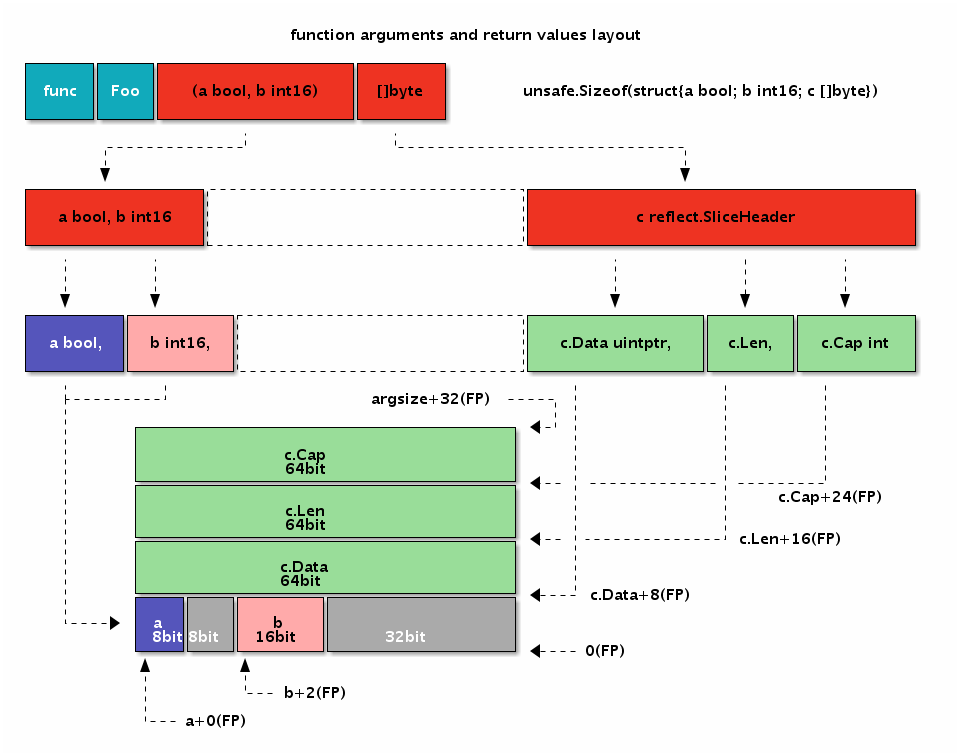 function arguments and return values layout
func Foo (a bool, b int16) []byte unsafe.Sizeof(struct{a bool; b int16; c []byte})
a bool, b int16 c reflect.SliceHeader
a bool, b int16, c.Data uintptr, c.Len, c.Cap int
argsize+32(FP)
c.Cap
64bit
c.Cap+24(FP)
c.Len
64bit
c.Len+16(FP)
c.Data
64bit
c.Data+8(FP)
a b
8bit 8bit 16bit 32bit
0(FP)
b+2(FP)
a+0(FP)